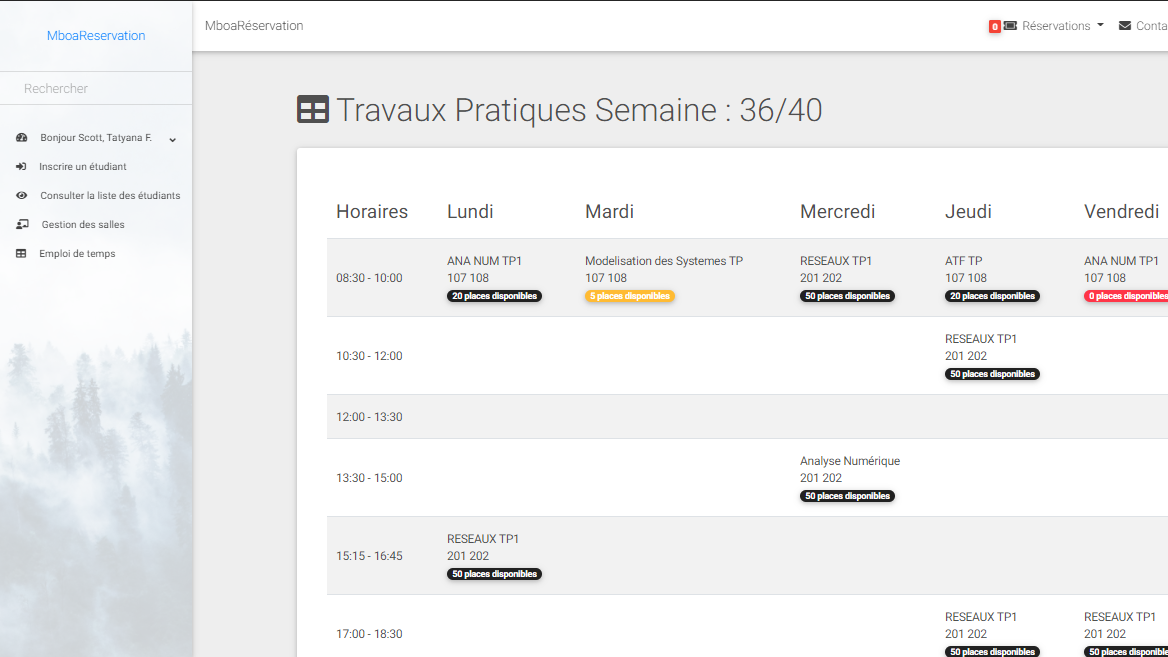 MboaReservation
Rechercher
Bonjour Scott, Tatyana F.
Inscrire un étudiant
Consulter la liste des étudiants
Gestion des salles
Emploi de temps
MboaRéservation
0 Réservations
Conta
Travaux Pratiques Semaine : 36/40
Horaires Lundi Mardi Mercredi Jeudi Vendredi
08:30 - 10:00
ANA NUM TP1
107 108
20 places disponibles
Modelisation des Systemes TP
107 108
5 places disponibles
RESEAUX TP1
201 202
50 places disponibles
ATF TP
107 108
20 places disponibles
ANA NUM TP1
107 108
0 places disponibles
10:30 - 12:00
RESEAUX TP1
201 202
50 places disponibles
12:00 - 13:30
13:30 - 15:00
Analyse Numérique
201 202
50 places disponibles
15:15 - 16:45
RESEAUX TP1
201 202
50 places disponibles
17:00 - 18:30
RESEAUX TP1
201 202
50 places disponibles
RESEAUX TP1
201 202
50 places disponible